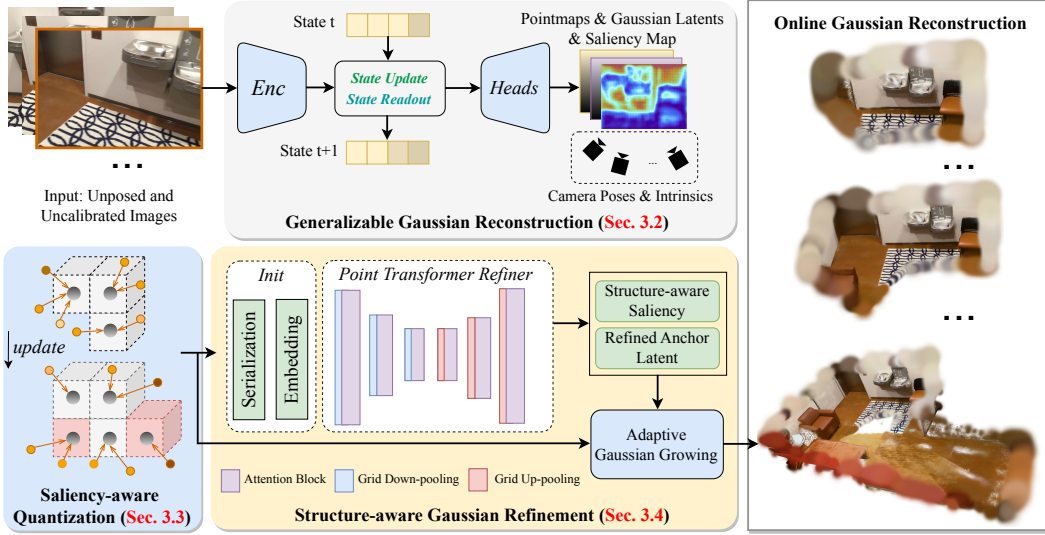 State t
Enc
State Update
State Readout
Heads
State t+1
Pointmaps & Gaussian Latents
& Saliency Map
...
Camera Poses & Intrinsics
Generalizable Gaussian Reconstruction (Sec. 3.2)
...
Input: Unposed and
Uncalibrated Images
update
Saliency-aware
Quantization (Sec. 3.3)
Init
Serialization
Embedding
Point Transformer Refiner
Structure-aware
Saliency
Refined Anchor
Latent
Adaptive
Gaussian Growing
Attention Block
Grid Down-pooling
Grid Up-pooling
Structure-aware Gaussian Refinement (Sec. 3.4)
Online Gaussian Reconstruction
...
...